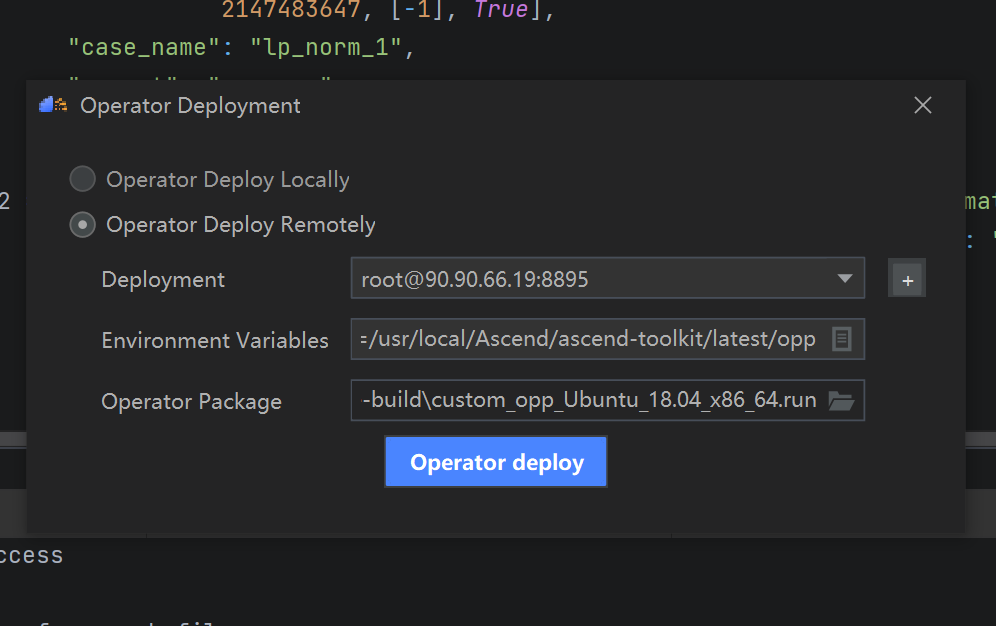 2147483647, [-1], True],
"case_name": "lp_norm_1",
Operator Deployment
Operator Deploy Locally
2
Operator Deploy Remotely
:
Deployment
root@90.90.66.19:8895
+
Environment Variables
=/usr/local/Ascend/ascend-toolkit/latest/opp
Operator Package
-build\custom_opp_Ubuntu_18.04_x86_64.run
Operator deploy
ccess